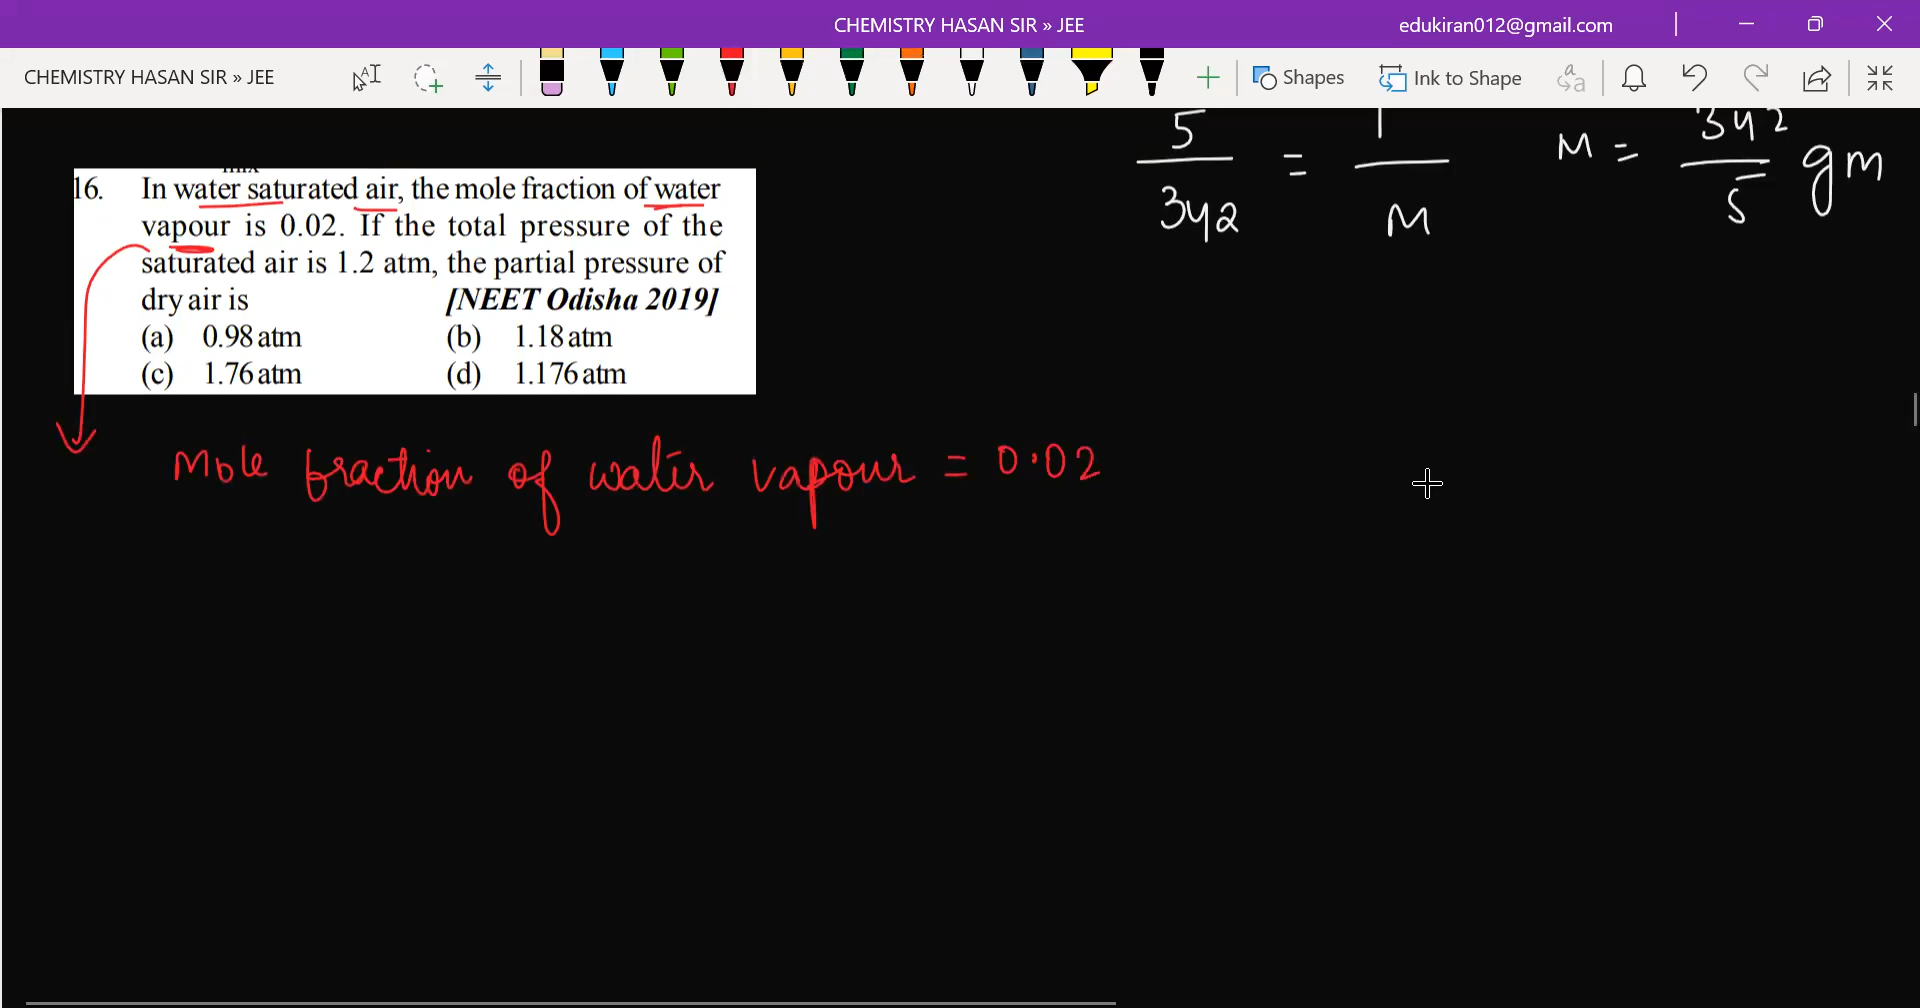 CHEMISTRY HASAN SIR » JEE
edukiran012@gmail.com
CHEMISTRY HASAN SIR » JEE
Shapes
Ink to Shape
5/342 = 1/M
M = 342/5 gm
16. In water saturated air, the mole fraction of water
vapour is 0.02. If the total pressure of the
saturated air is 1.2 atm, the partial pressure of
dry air is [NEET Odisha 2019]
(a) 0.98 atm (b) 1.18 atm
(c) 1.76 atm (d) 1.176 atm
Mole fraction of water vapour = 0.02